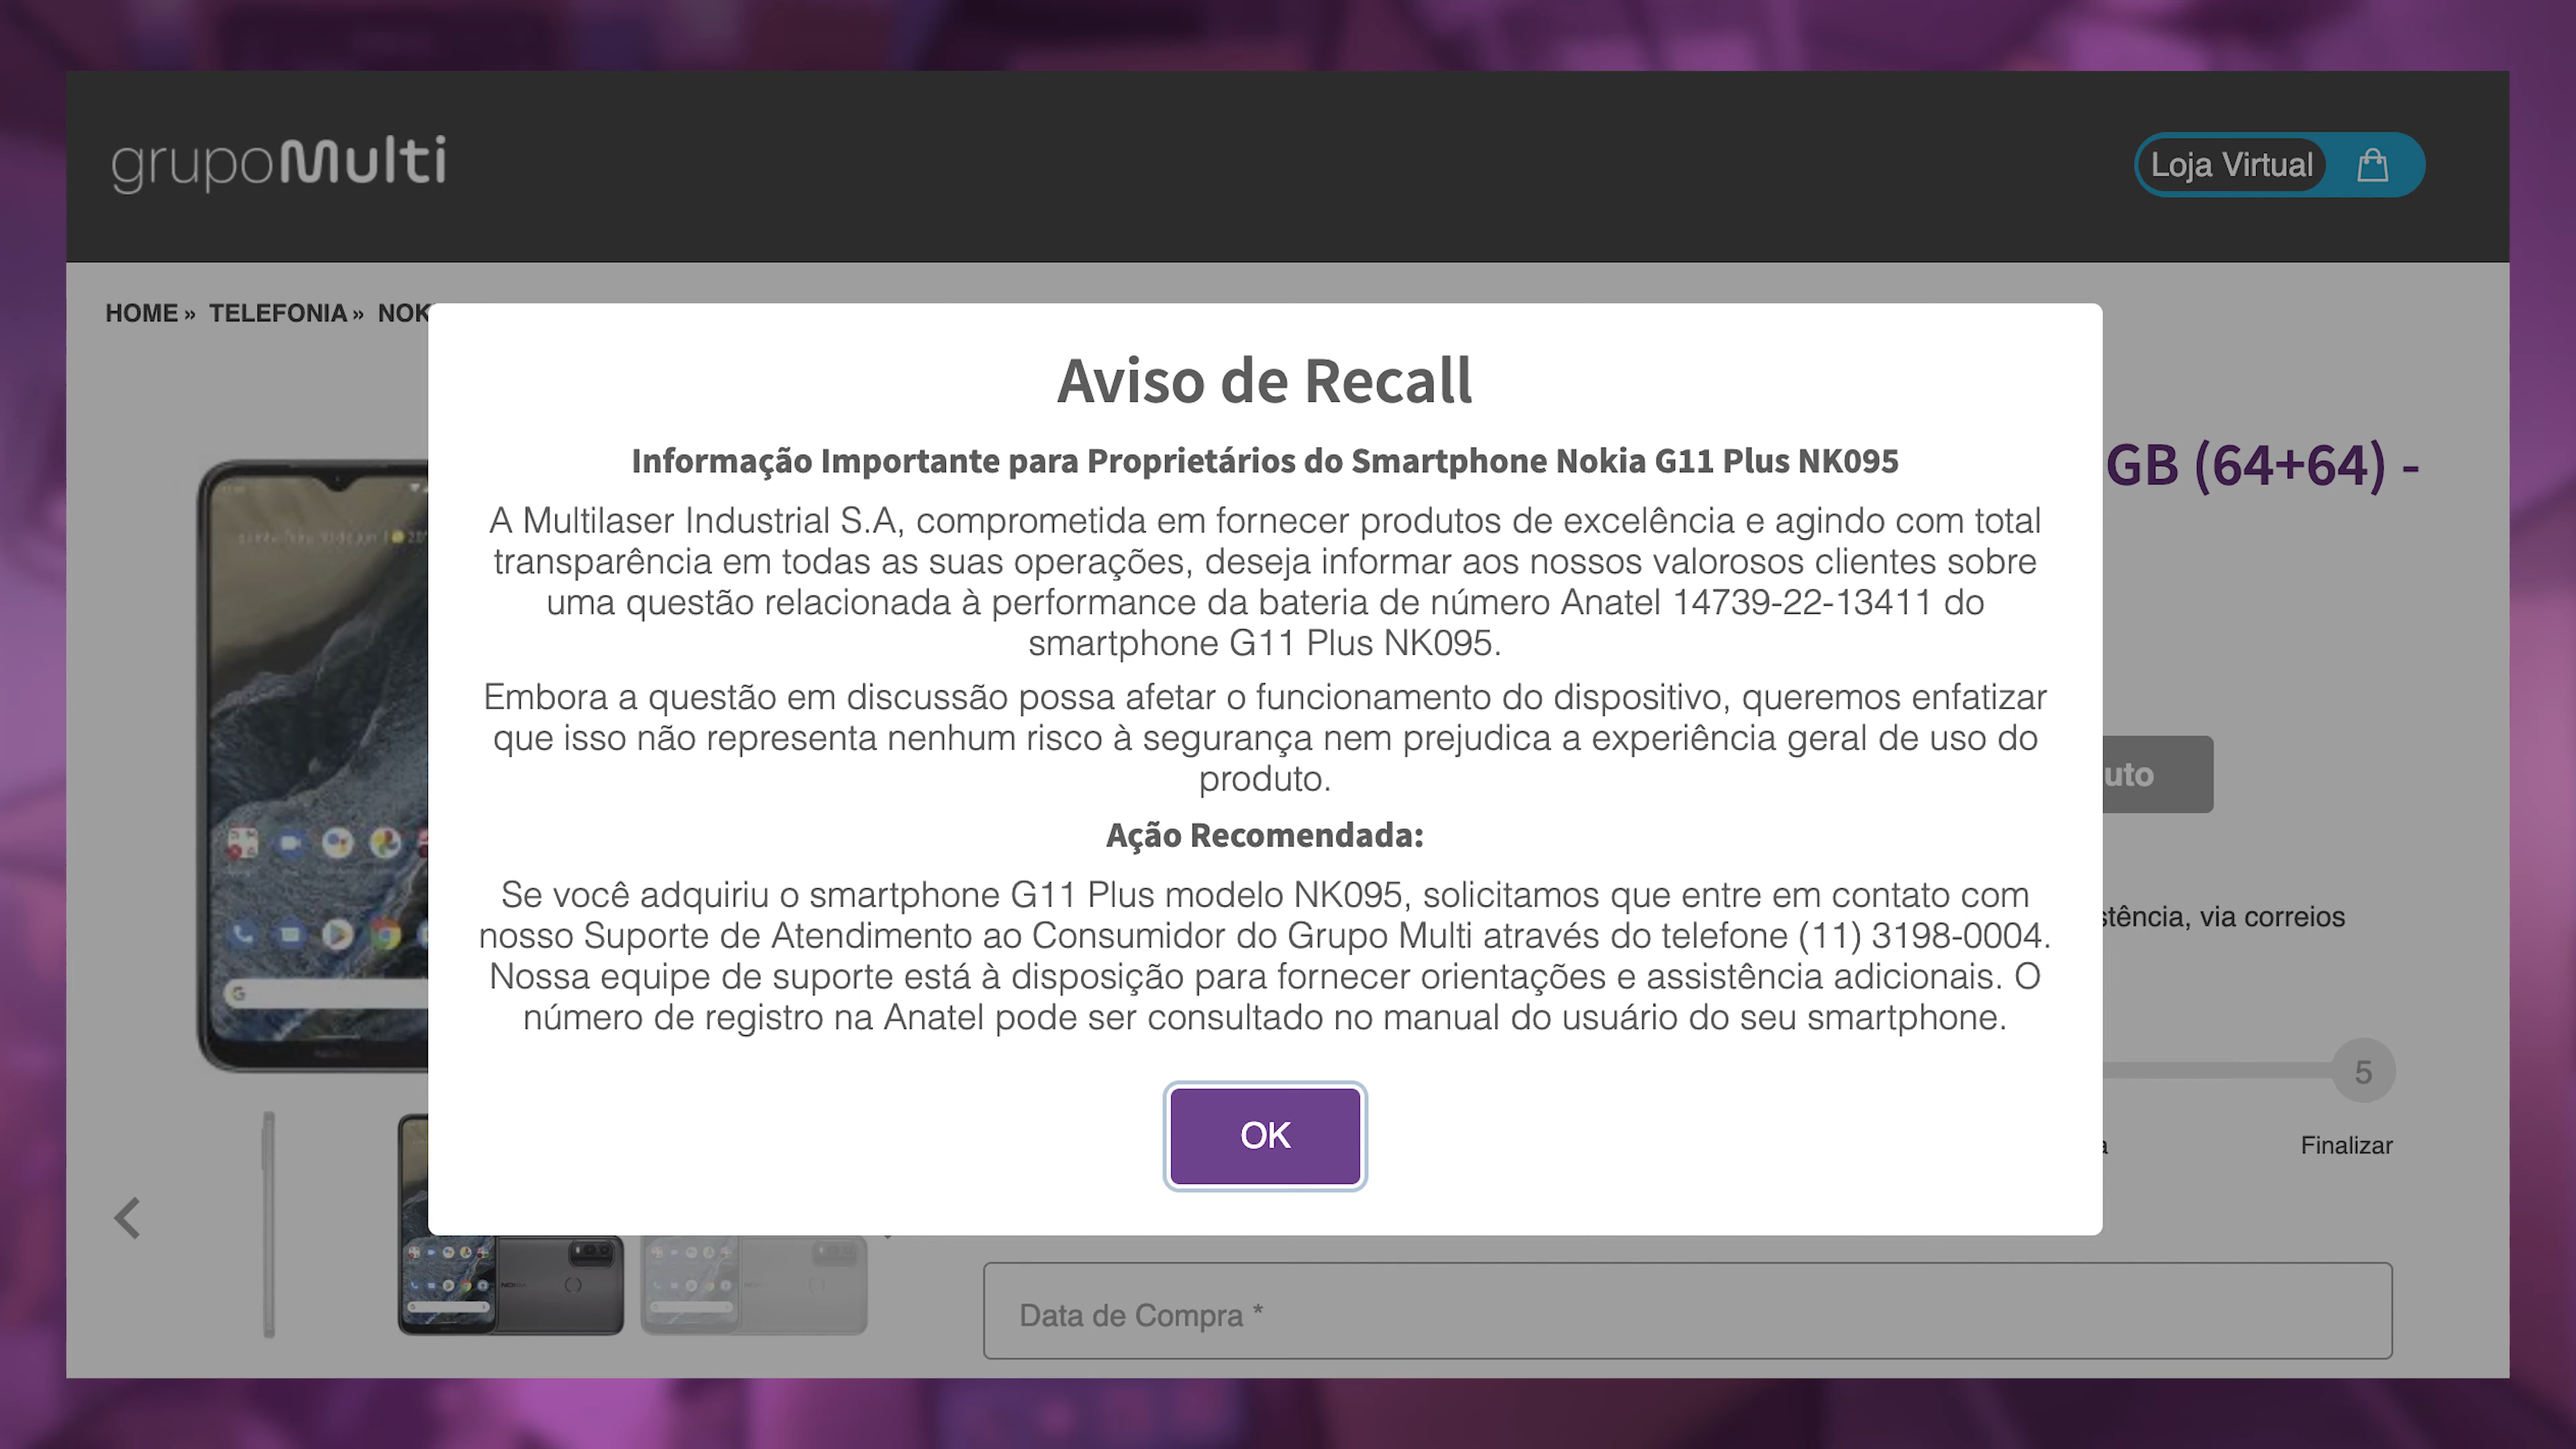 grupoMulti
Loja Virtual
HOME » TELEFONIA » NOK
Aviso de Recall
Informação Importante para Proprietários do Smartphone Nokia G11 Plus NK095
A Multilaser Industrial S.A, comprometida em fornecer produtos de excelência e agindo com total
transparência em todas as suas operações, deseja informar aos nossos valorosos clientes sobre
uma questão relacionada à performance da bateria de número Anatel 14739-22-13411 do
smartphone G11 Plus NK095.
Embora a questão em discussão possa afetar o funcionamento do dispositivo, queremos enfatizar
que isso não representa nenhum risco à segurança nem prejudica a experiência geral de uso do
produto.
Ação Recomendada:
Se você adquiriu o smartphone G11 Plus modelo NK095, solicitamos que entre em contato com
nosso Suporte de Atendimento ao Consumidor do Grupo Multi através do telefone (11) 3198-0004.
Nossa equipe de suporte está à disposição para fornecer orientações e assistência adicionais. O
número de registro na Anatel pode ser consultado no manual do usuário do seu smartphone.
OK
GB (64+64) -
uto
stência, via correios
5
a
Finalizar
Data de Compra *